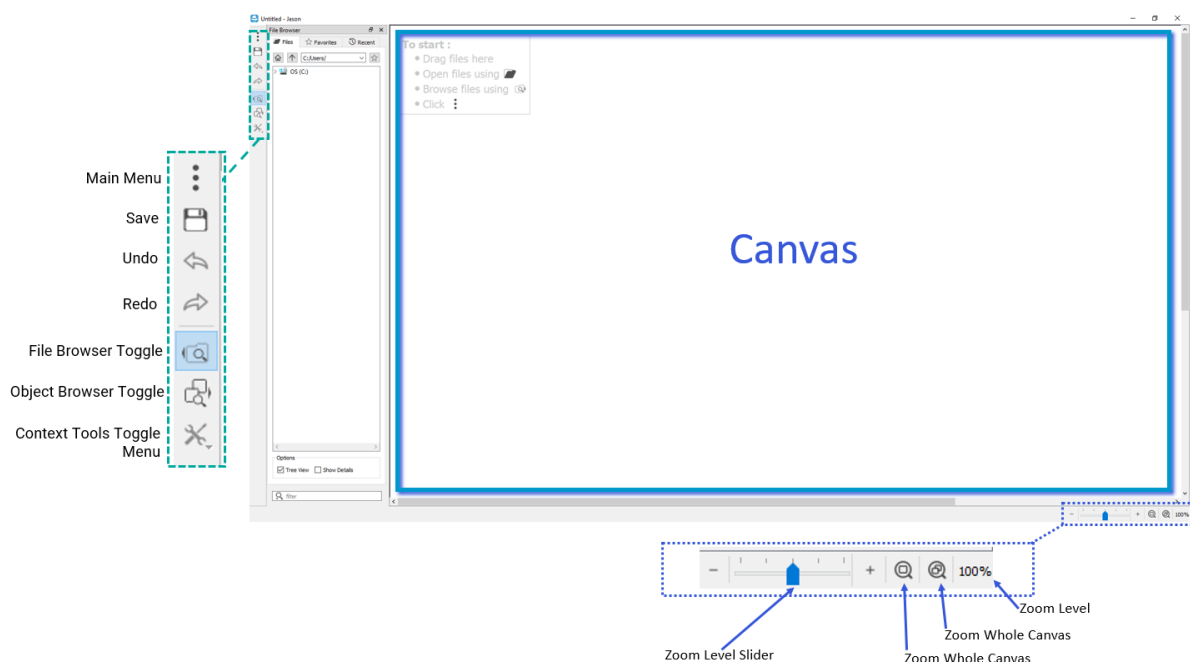 Untitled - Jason
File Browser
Files Favorites Recent
C:/Users/
OS (C:)
To start :
• Drag files here
• Open files using
• Browse files using
• Click
Main Menu
Save
Undo
Redo
File Browser Toggle
Object Browser Toggle
Context Tools Toggle
Menu
Canvas
Options
Tree View Show Details
filter
100%
100%
Zoom Level
Zoom Whole Canvas
Zoom Level Slider
Zoom Whole Canvas